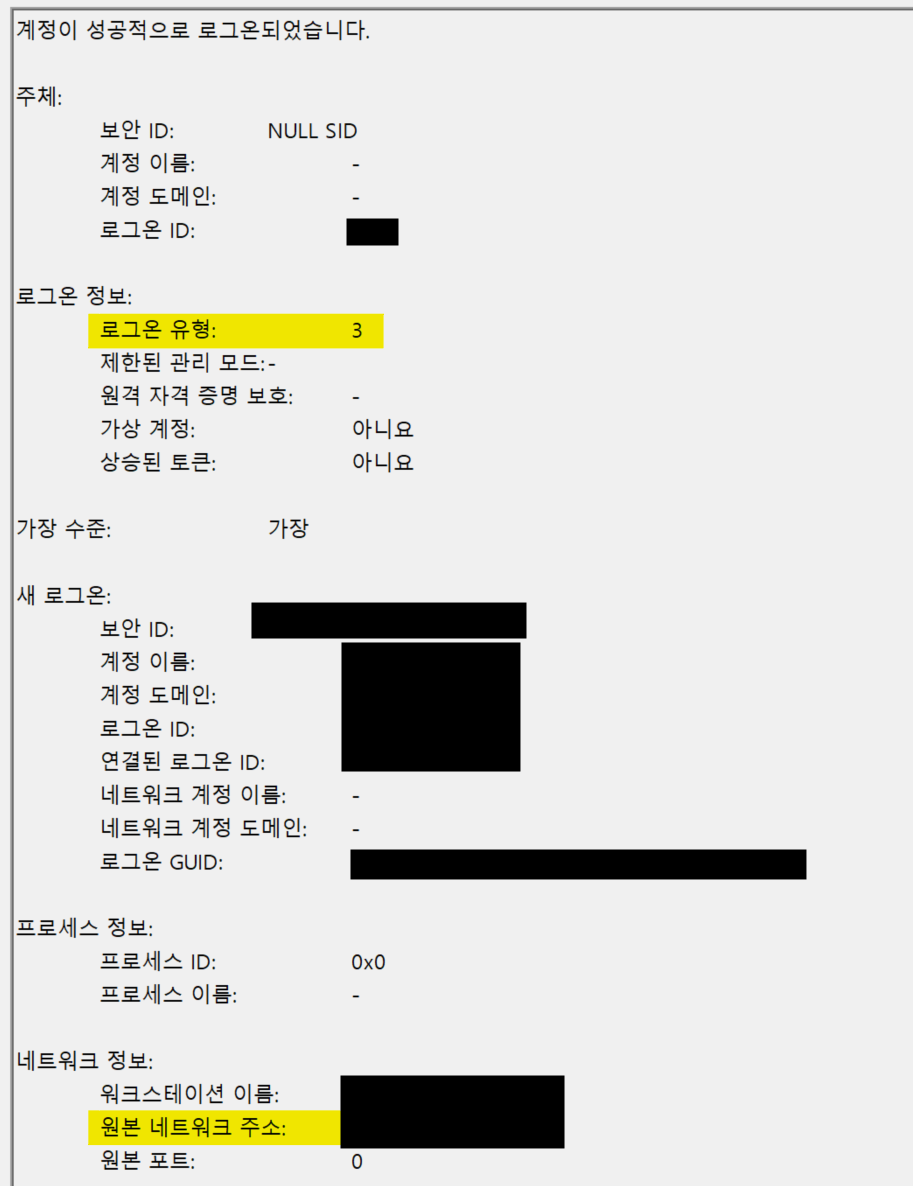 계정이 성공적으로 로그온되었습니다.
주체:
보안 ID: NULL SID
계정 이름: -
계정 도메인: -
로그온 ID:
로그온 정보:
로그온 유형: 3
제한된 관리 모드:-
원격 자격 증명 보호: -
가상 계정: 아니요
상승된 토큰: 아니요
가장 수준: 가장
새 로그온:
보안 ID:
계정 이름:
계정 도메인:
로그온 ID:
연결된 로그온 ID:
네트워크 계정 이름: -
네트워크 계정 도메인: -
로그온 GUID:
프로세스 정보:
프로세스 ID: 0x0
프로세스 이름: -
네트워크 정보:
워크스테이션 이름:
원본 네트워크 주소:
원본 포트: 0